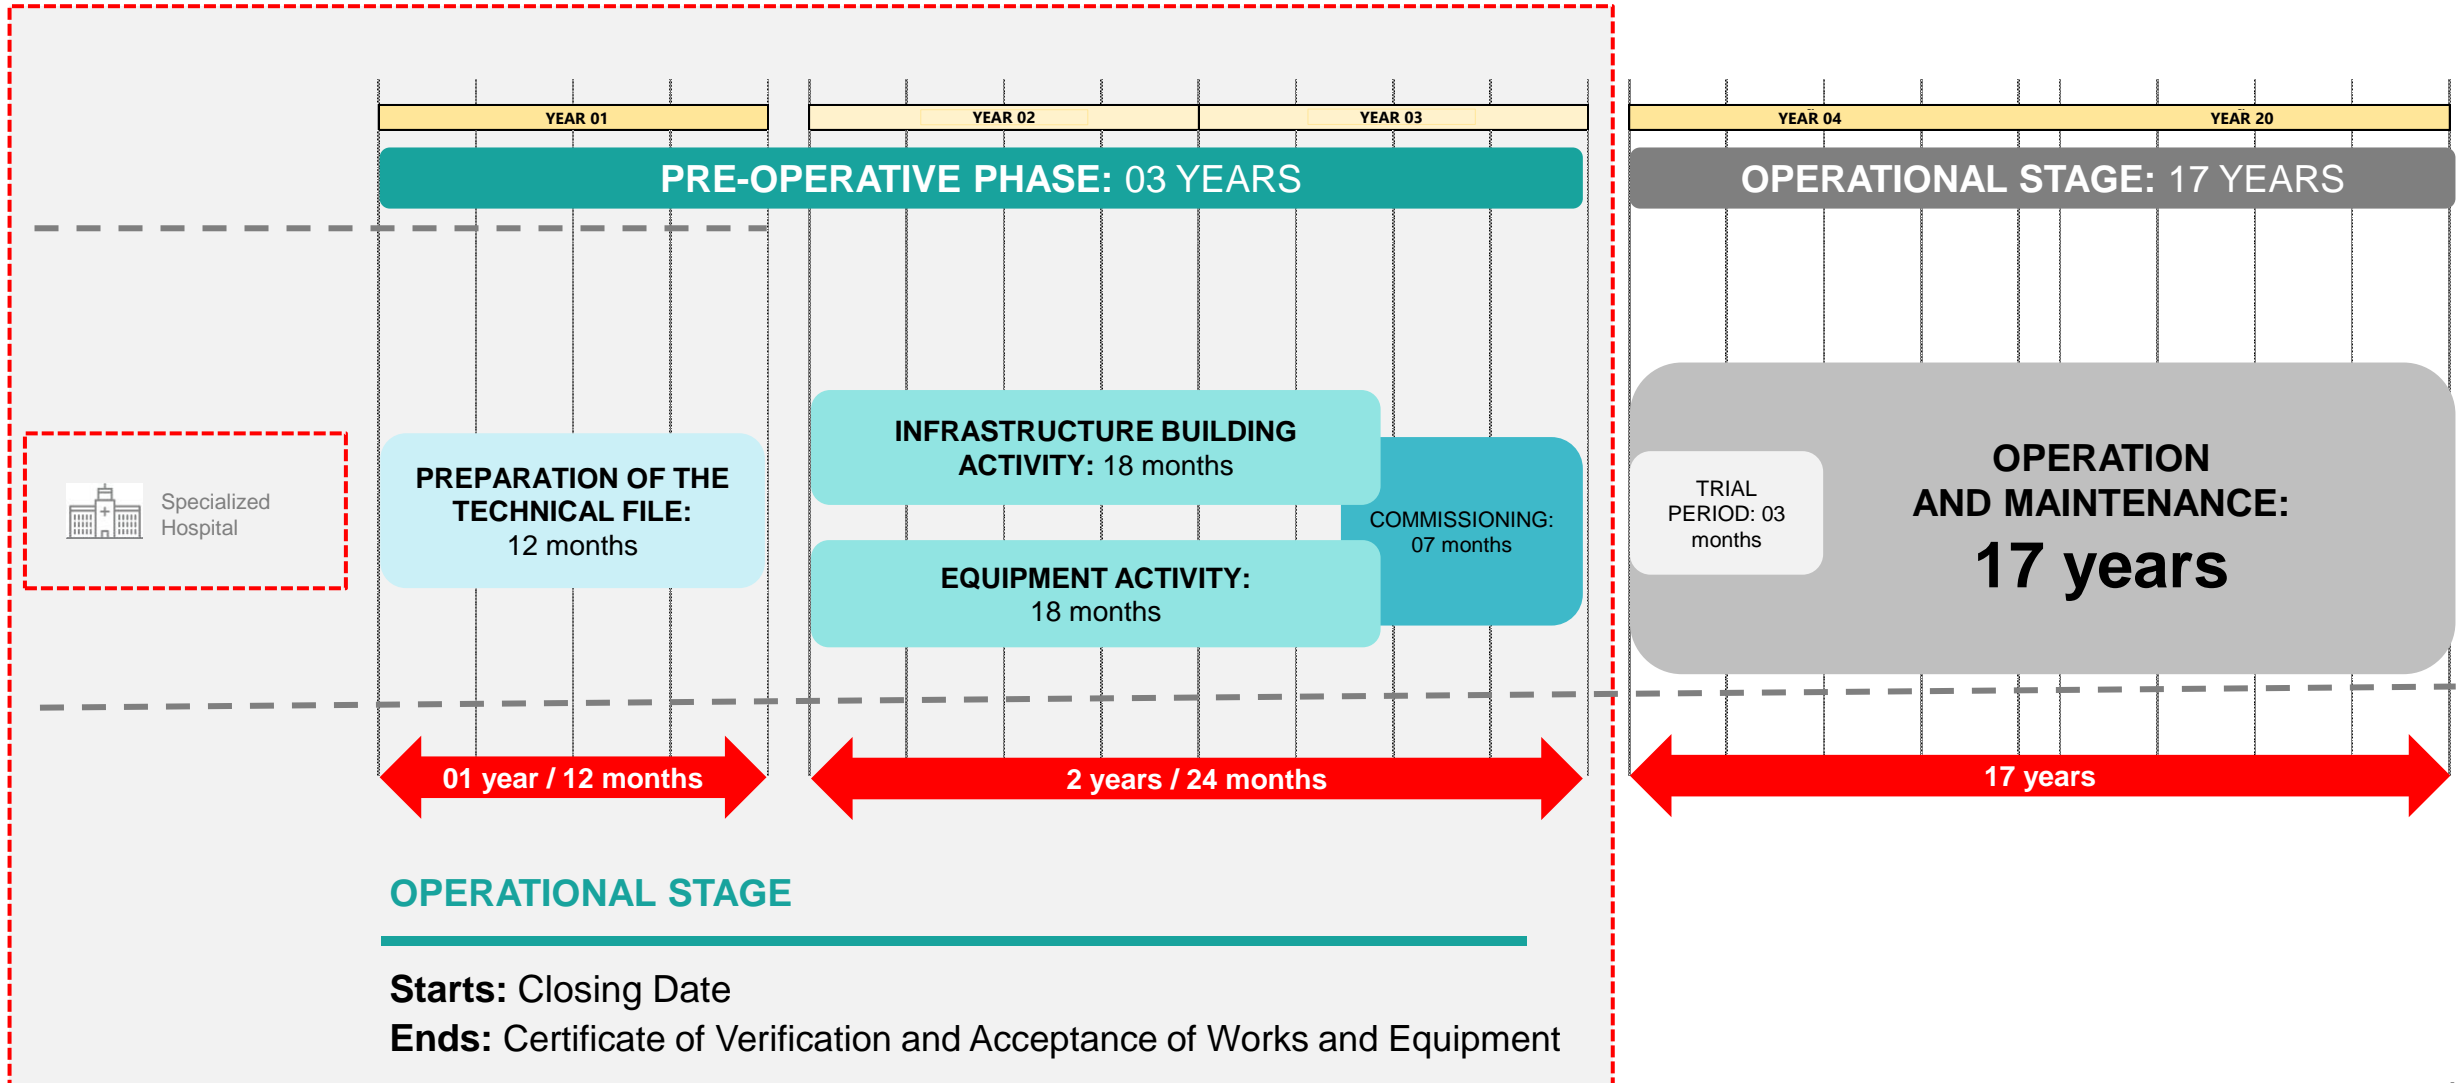 YEAR 01
YEAR 02
YEAR 03
YEAR 04
YEAR 20
PRE-OPERATIVE PHASE: 03 YEARS
OPERATIONAL STAGE: 17 YEARS
Specialized
Hospital
PREPARATION OF THE
TECHNICAL FILE:
12 months
INFRASTRUCTURE BUILDING
ACTIVITY: 18 months
EQUIPMENT ACTIVITY:
18 months
COMMISSIONING:
07 months
TRIAL
PERIOD: 03
months
OPERATION
AND MAINTENANCE:
17 years
01 year / 12 months
2 years / 24 months
17 years
OPERATIONAL STAGE
Starts: Closing Date
Ends: Certificate of Verification and Acceptance of Works and Equipment